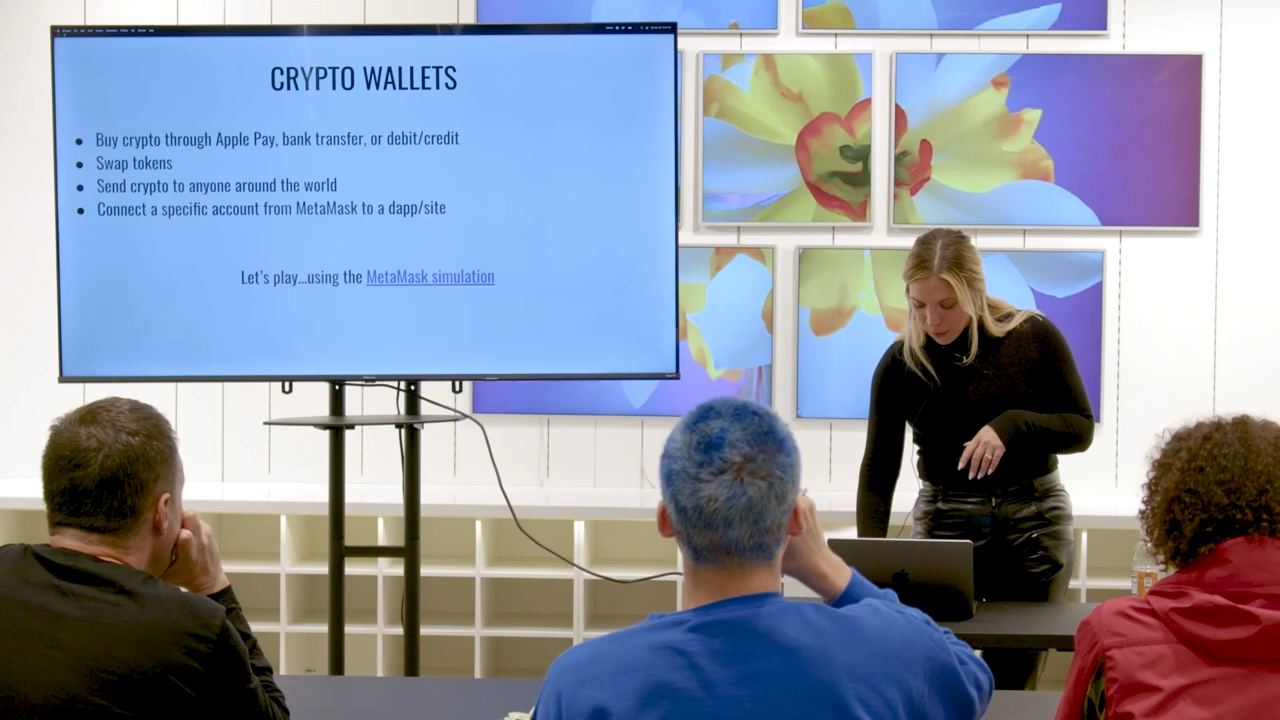 CRYPTO WALLETS
● Buy crypto through Apple Pay, bank transfer, or debit/credit
● Swap tokens
● Send crypto to anyone around the world
● Connect a specific account from MetaMask to a dapp/site
Let's play...using the MetaMask simulation